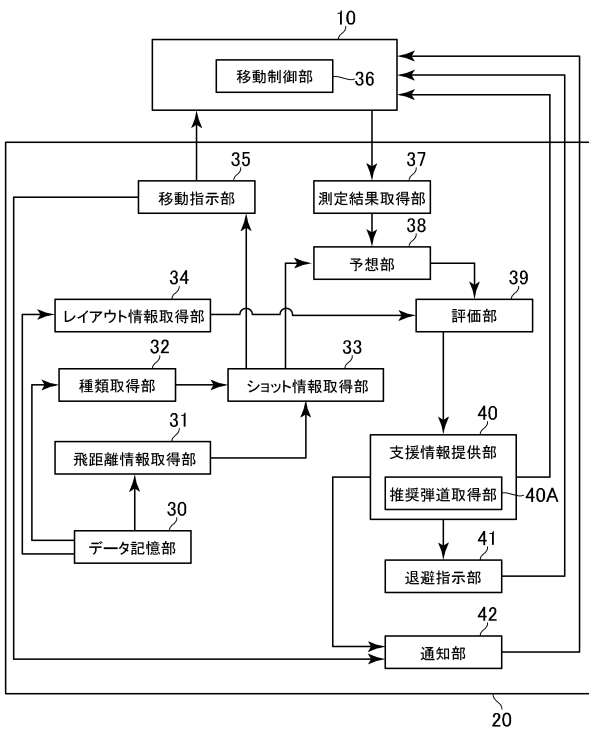 10
移動制御部
36
35
移動指示部
37
測定結果取得部
38
予想部
34
レイアウト情報取得部
39
評価部
32
種類取得部
33
ショット情報取得部
31
飛距離情報取得部
40
支援情報提供部
推奨弾道取得部
40A
30
データ記憶部
41
退避指示部
42
通知部
20